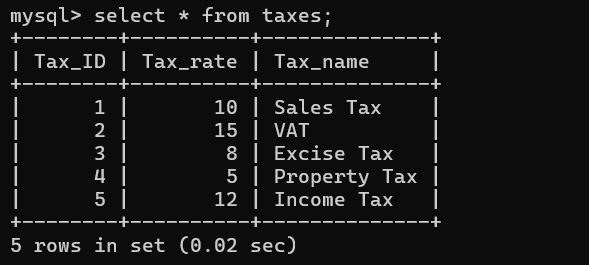 mysql> select * from taxes;
+--------+----------+--------------+
| Tax_ID | Tax_rate | Tax_name     |
+--------+----------+--------------+
|      1 |       10 | Sales Tax    |
|      2 |       15 | VAT          |
|      3 |        8 | Excise Tax   |
|      4 |        5 | Property Tax |
|      5 |       12 | Income Tax   |
+--------+----------+--------------+
5 rows in set (0.02 sec)